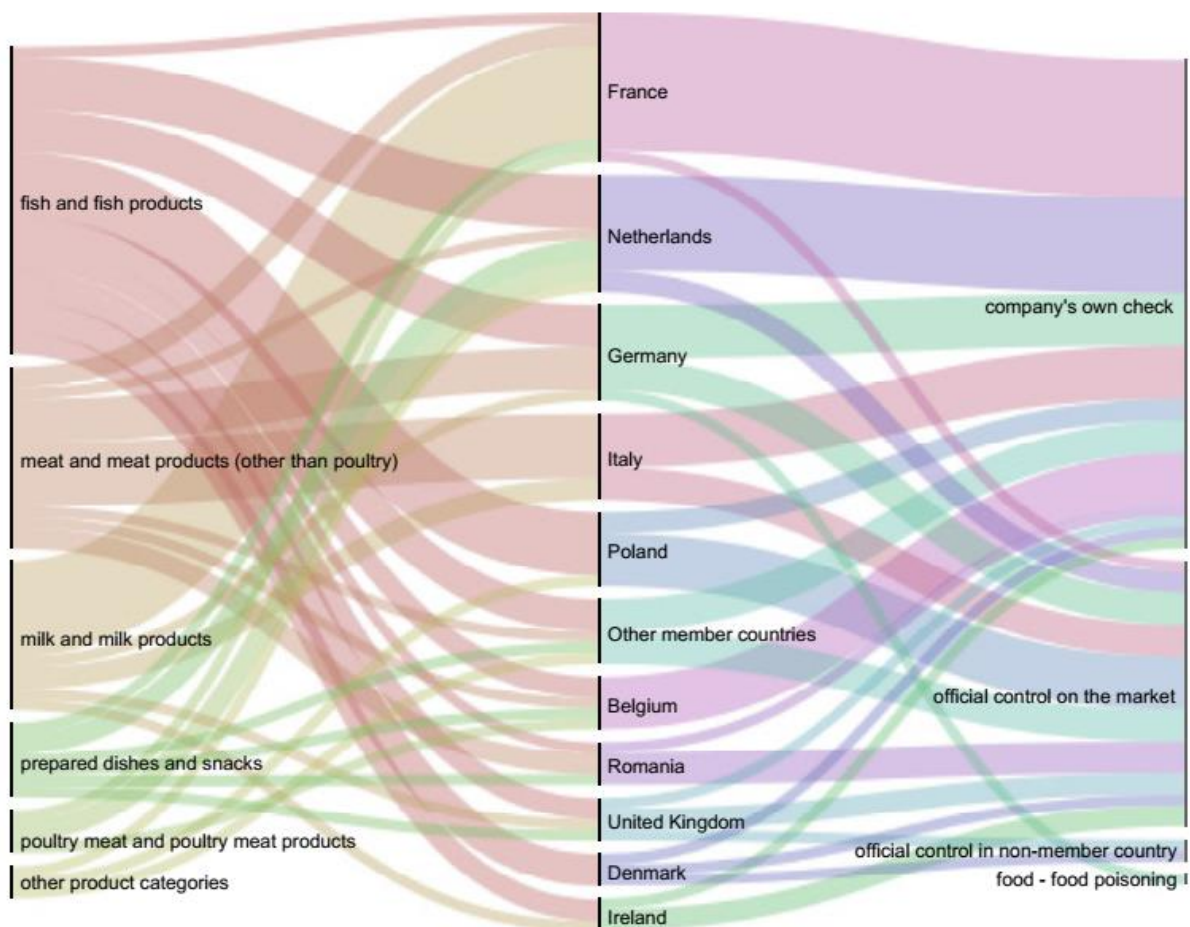 fish and fish products
meat and meat products (other than poultry)
milk and milk products
prepared dishes and snacks
poultry meat and poultry meat products
other product categories
France
Netherlands
Germany
Italy
Poland
Other member countries
Belgium
Romania
United Kingdom
Denmark
Ireland
company's own check
official control on the market
official control in non-member country
food - food poisoning